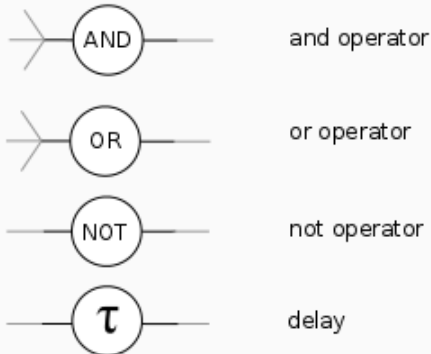 AND and operator
OR or operator
NOT not operator
τ delay